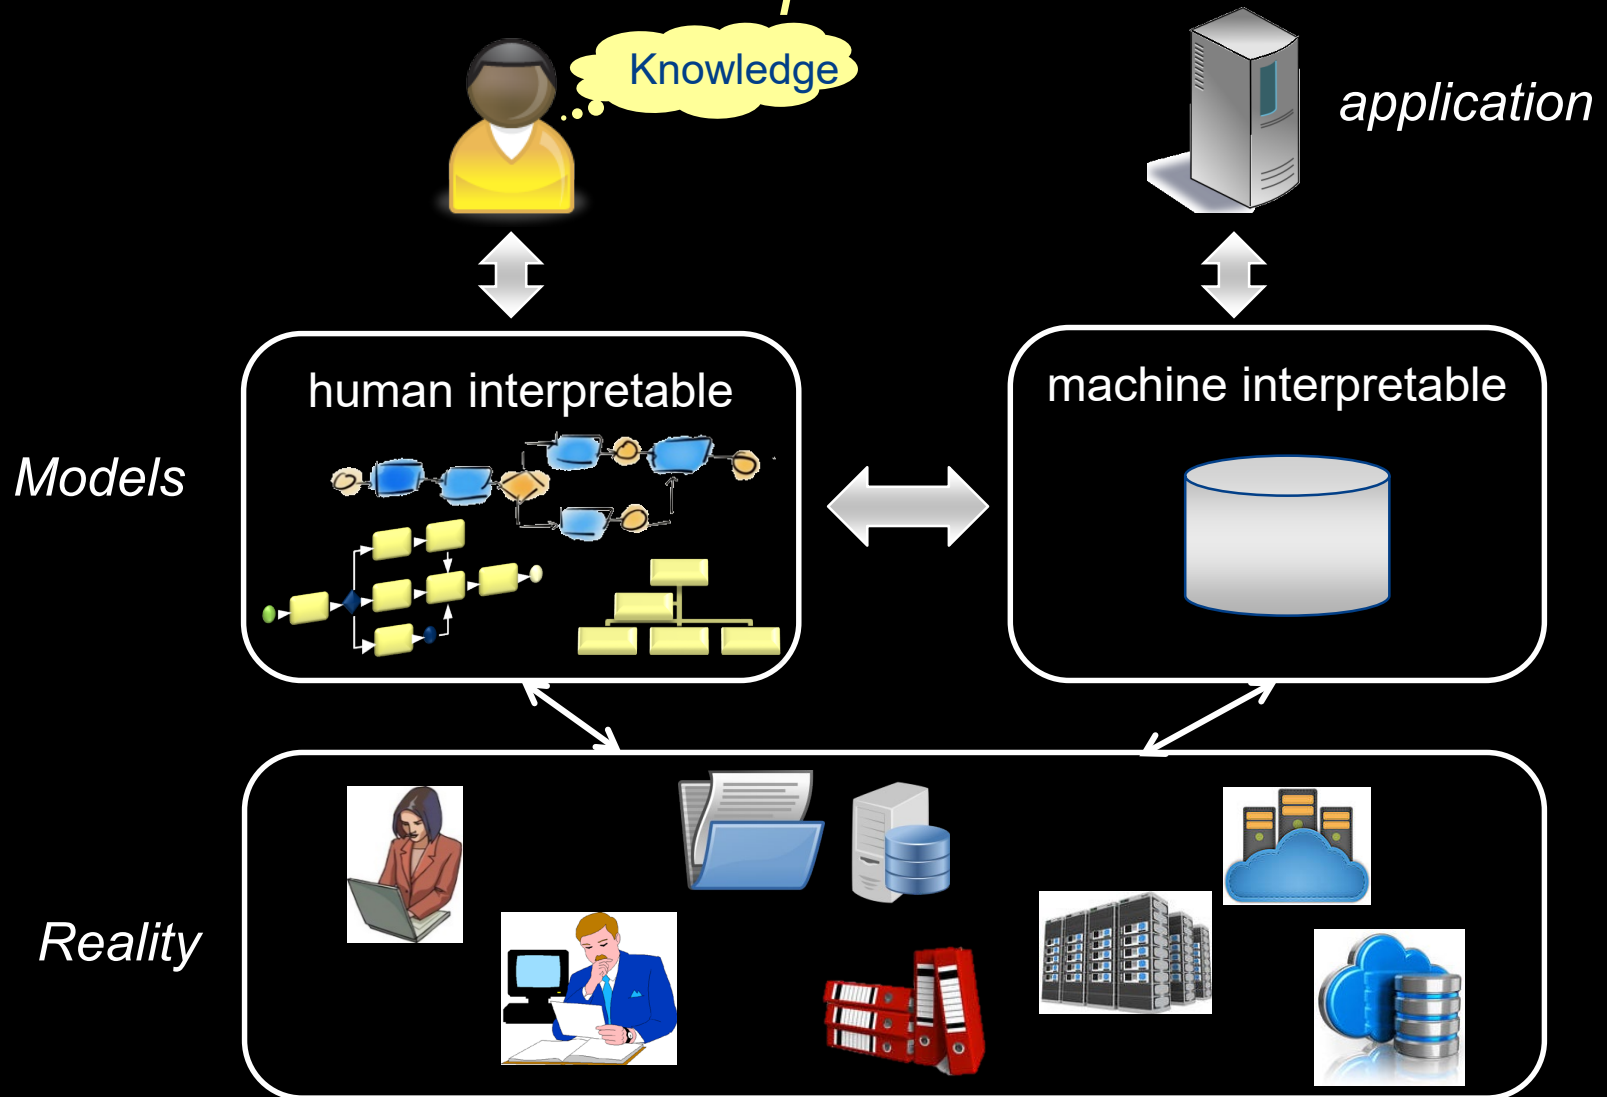 Knowledge
application
human interpretable
machine interpretable
Models
Reality